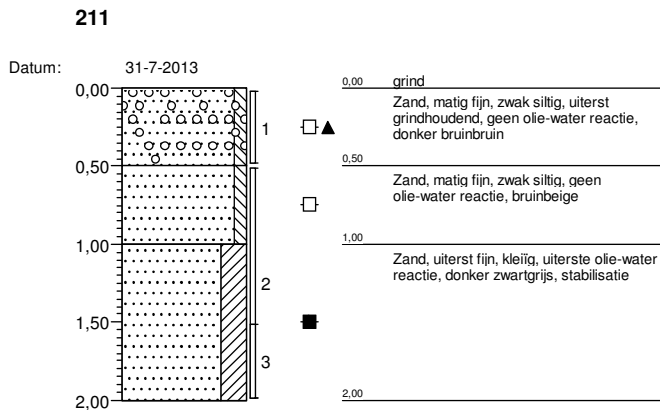 211
Datum: 31-7-2013
0,00
0,50
1,00
1,50
2,00
1
2
3
0,00 grind
Zand, matig fijn, zwak siltig, uiterst
grindhoudend, geen olie-water reactie,
donker bruinbruin
0,50
Zand, matig fijn, zwak siltig, geen
olie-water reactie, bruinbeige
1,00
Zand, uiterst fijn, kleiïg, uiterste olie-water
reactie, donker zwartgrijs, stabilisatie
2,00